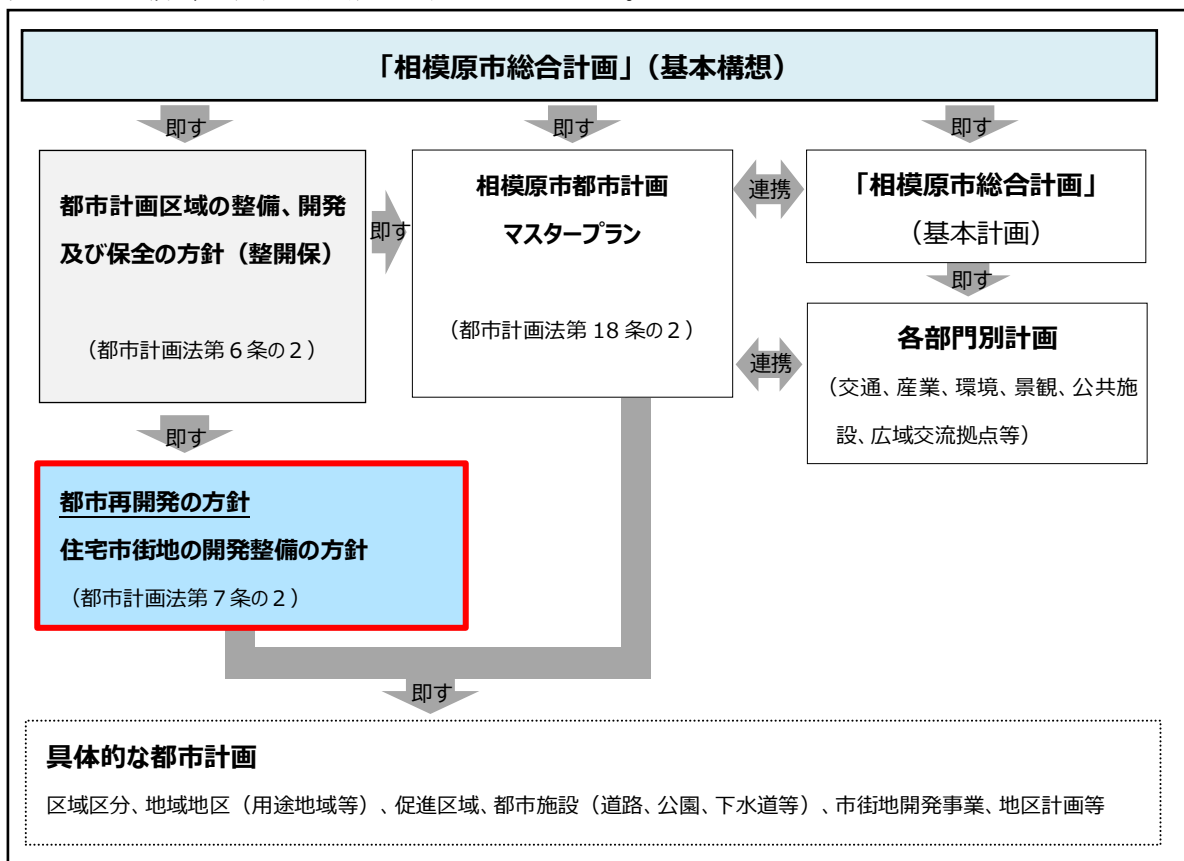 「相模原市総合計画」（基本構想）
即す
即す
即す
都市計画区域の整備、開発
及び保全の方針（整開保）
（都市計画法第６条の２）
即す
相模原市都市計画
マスタープラン
（都市計画法第 18 条の２）
連携
「相模原市総合計画」
（基本計画）
即す
連携
各部門別計画
（交通、産業、環境、景観、公共施
設、広域交流拠点等）
即す
都市再開発の方針
住宅市街地の開発整備の方針
（都市計画法第７条の２）
即す
具体的な都市計画
区域区分、地域地区（用途地域等）、促進区域、都市施設（道路、公園、下水道等）、市街地開発事業、地区計画等